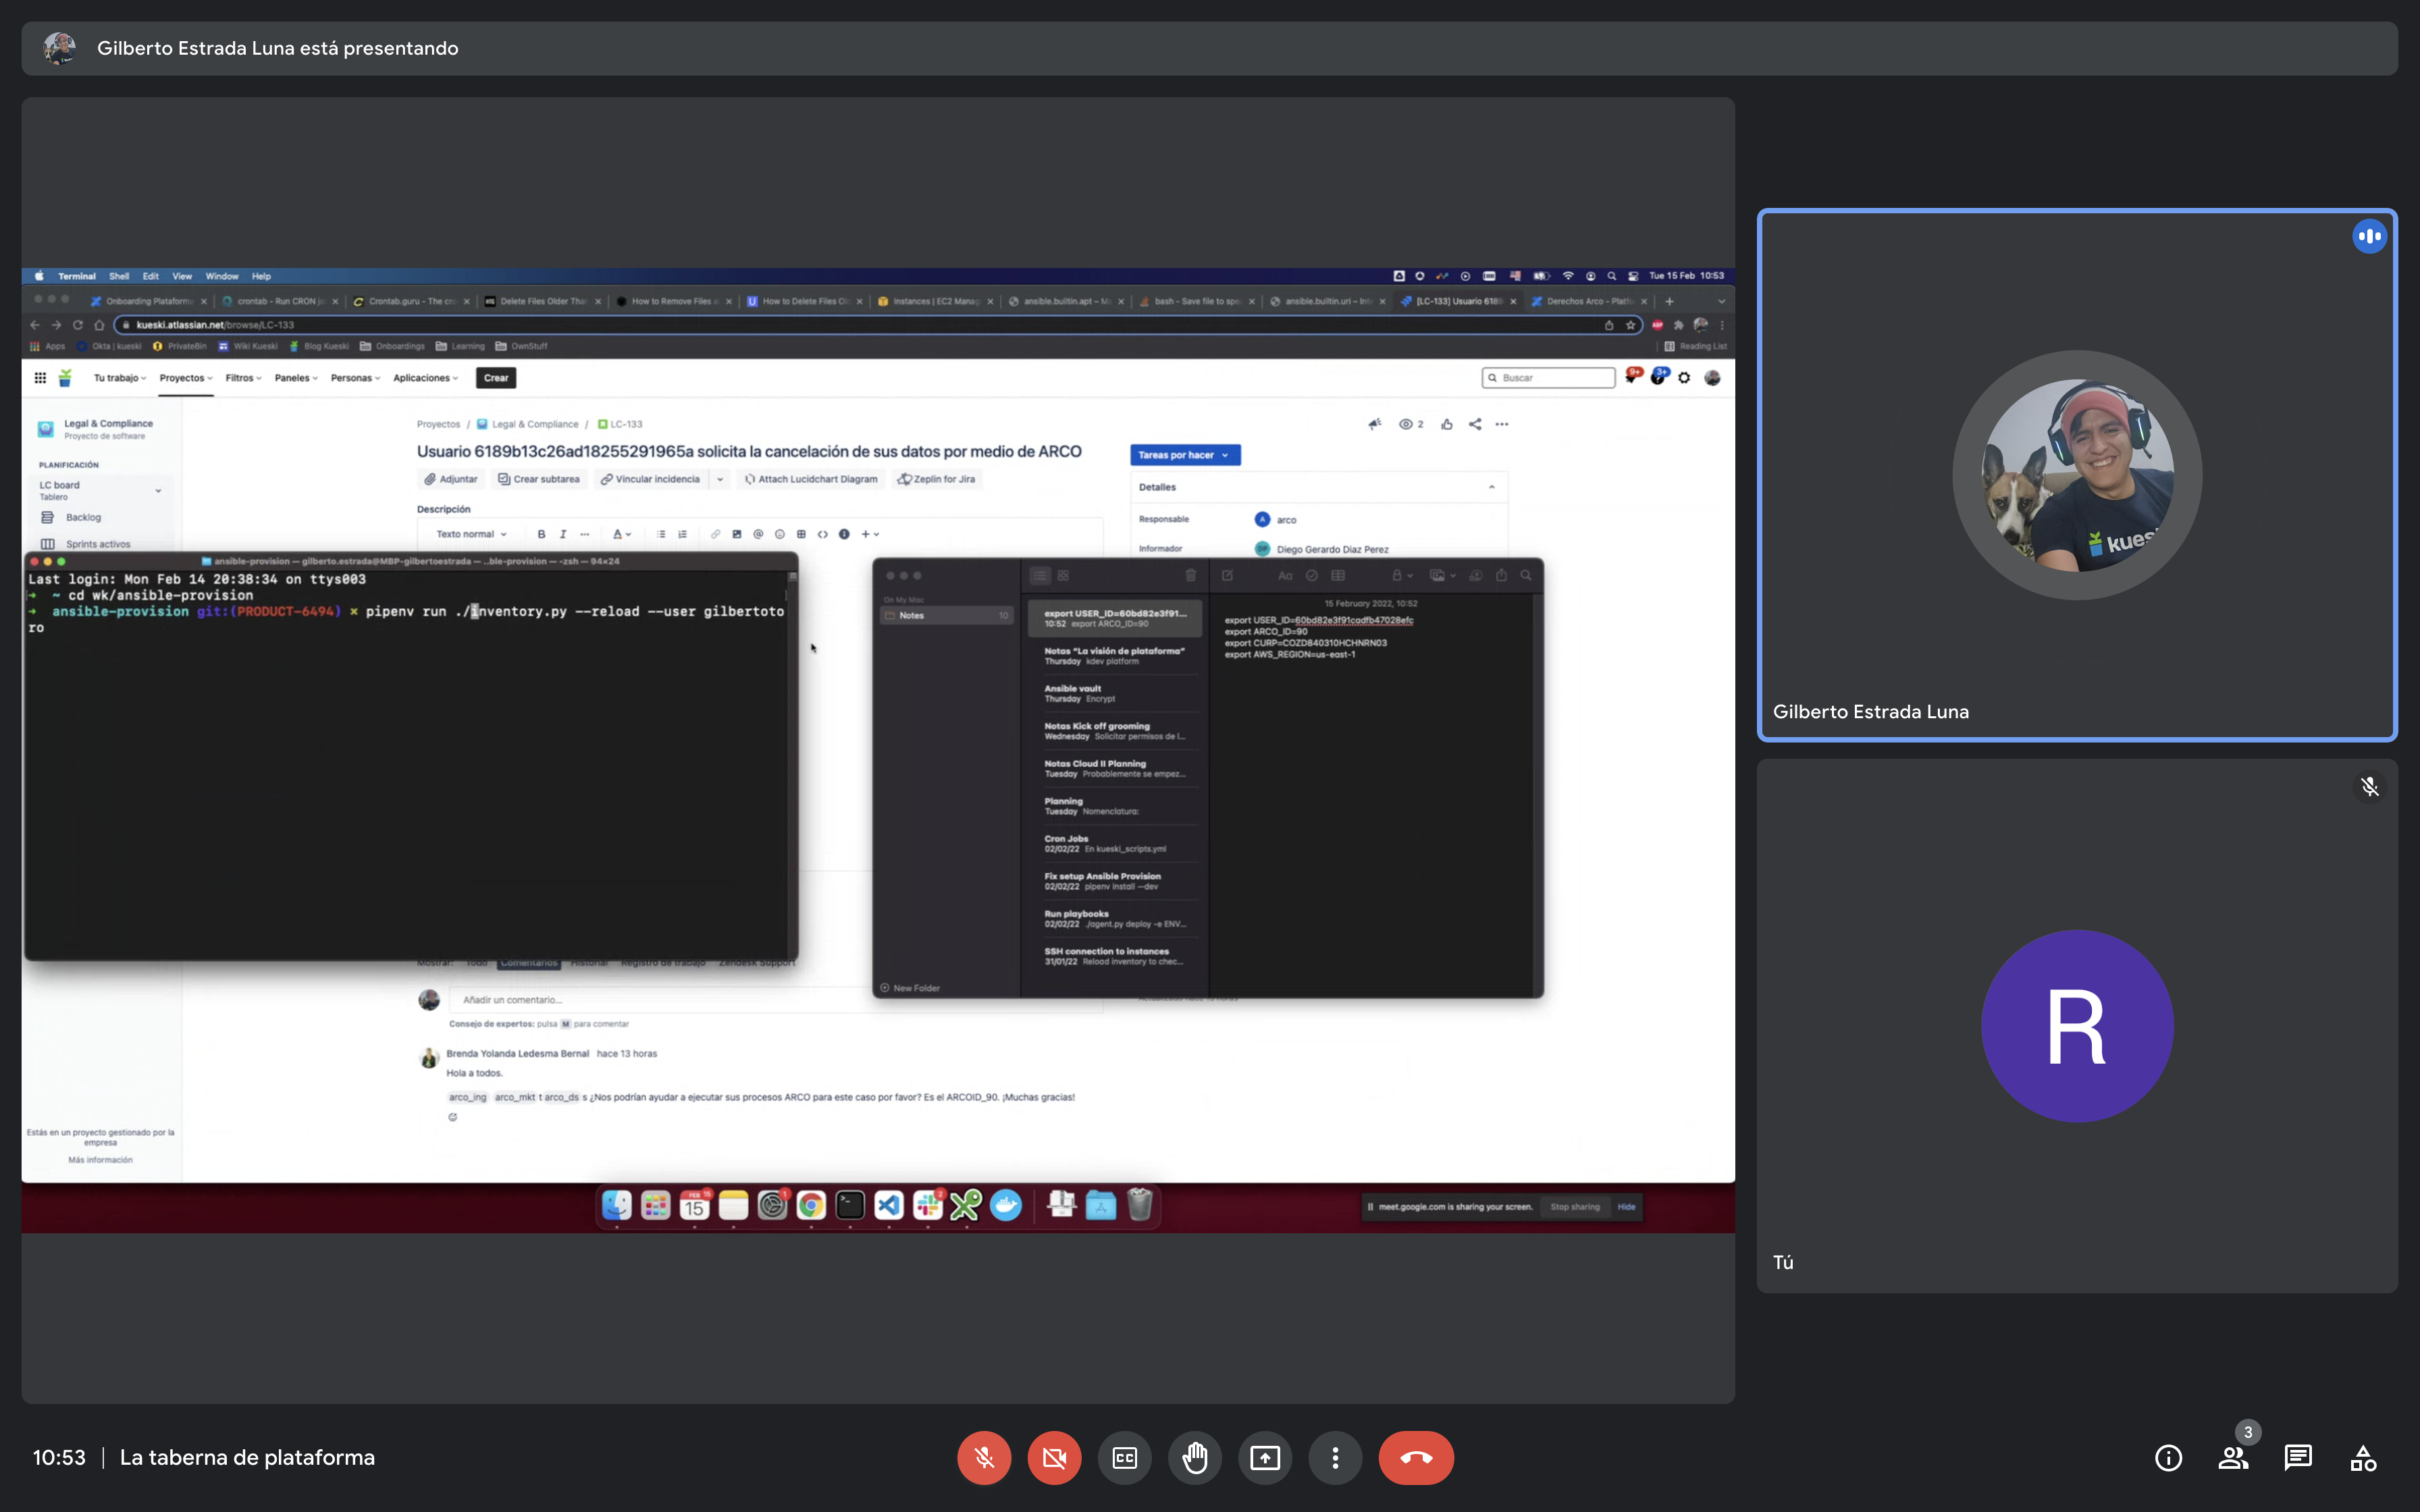 Gilberto Estrada Luna está presentando
Terminal Shell Edit View Window Help
Tue 15 Feb 10:53
Onboarding Plataforma
crontab - Run CRON jo
Crontab.guru - The cro
Delete Files Older Tha
How to Remove Files a
How to Delete Files Ol
Instances | EC2 Manag
ansible.builtin.apt – Ma
bash - Save file to spe
ansible.builtin.uri – Int
[LC-133] Usuario 618
Derechos Arco - Platf
kueski.atlassian.net/browse/LC-133
Apps
Okta | kueski
PrivateBin
Wiki Kueski
Blog Kueski
Onboardings
Learning
OwnStuff
Reading List
Tu trabajo
Proyectos
Filtros
Paneles
Personas
Aplicaciones
Crear
Buscar
9+
3+
Legal & Compliance
Proyecto de software
PLANIFICACIÓN
LC board
Tablero
Backlog
Sprints activos
Proyectos / Legal & Compliance / LC-133
2
Usuario 6189b13c26ad18255291965a solicita la cancelación de sus datos por medio de ARCO
Adjuntar
Crear subtarea
Vincular incidencia
Attach Lucidchart Diagram
Zeplin for Jira
Descripción
Texto normal
Tareas por hacer
Detalles
Responsable
arco
Informador
Diego Gerardo Diaz Perez
ansible-provision — gilberto.estrada@MBP-gilbertoestrada — ..ble-provision — -zsh — 94×24
Last login: Mon Feb 14 20:38:34 on ttys003
➜ ~ cd wk/ansible-provision
➜ ansible-provision git:(PRODUCT-6494) ✗ pipenv run ./inventory.py --reload --user gilbertoto
ro
On My Mac
Notes 10
New Folder
export USER_ID=60bd82e3f91...
10:52 export ARCO_ID=90
Notas “La visión de plataforma”
Thursday kdev platform
Ansible vault
Thursday Encrypt
Notas Kick off grooming
Wednesday Solicitar permisos de l...
Notas Cloud II Planning
Tuesday Probablemente se empez...
Planning
Tuesday Nomenclatura:
Cron Jobs
02/02/22 En kueski_scripts.yml
Fix setup Ansible Provision
02/02/22 pipenv install —dev
Run playbooks
02/02/22 ./agent.py deploy -e ENV...
SSH connection to instances
31/01/22 Reload inventory to chec...
15 February 2022, 10:52
export USER_ID=60bd82e3f91cadfb47028efc
export ARCO_ID=90
export CURP=COZD840310HCHNRN03
export AWS_REGION=us-east-1
Mostrar: Todo Comentarios Historial Registro de trabajo Zendesk Support
Añadir un comentario...
Consejo de expertos: pulsa M para comentar
Brenda Yolanda Ledesma Bernal hace 13 horas
Hola a todos.
arco_ing arco_mkt t arco_ds s ¿Nos podrían ayudar a ejecutar sus procesos ARCO para este caso por favor? Es el ARCOID_90. ¡Muchas gracias!
Estás en un proyecto gestionado por la
empresa
Más información
FEB
15
meet.google.com is sharing your screen.
Stop sharing
Hide
kues
Gilberto Estrada Luna
R
Tú
10:53 | La taberna de plataforma
3